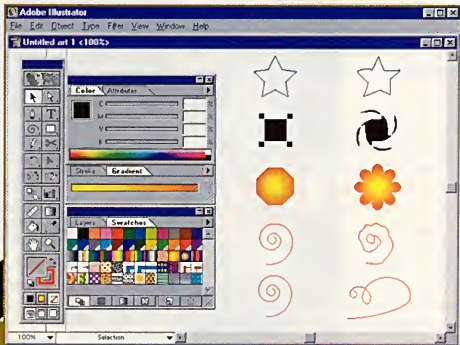 Adobe Illustrator
File Edit Object Type Filter View Window Help
Untitled art 1 <100%>
Color Attributes
C
M
Y
K
Stroke Gradient
Layers Swatches
100% Selection